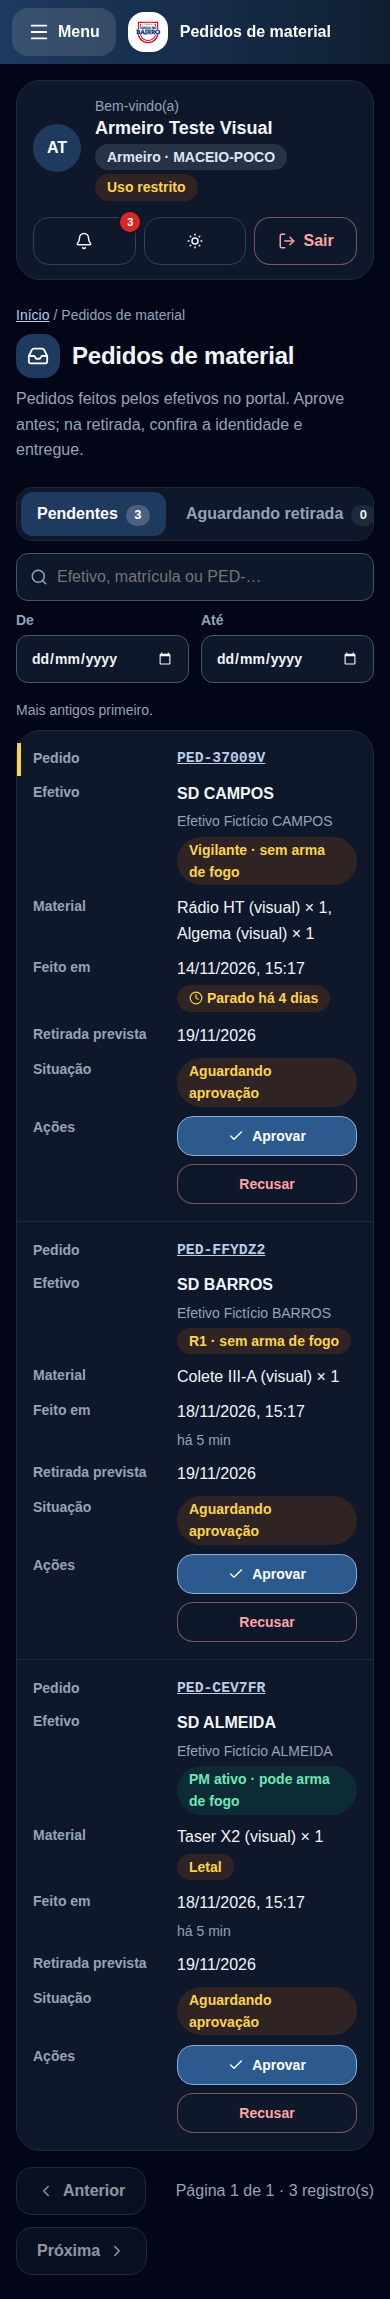 Menu
BAIRRO
Pedidos de material
Bem-vindo(a)
AT
Armeiro Teste Visual
Armeiro · MACEIO-POCO
Uso restrito
3
Sair
Início / Pedidos de material
Pedidos de material
Pedidos feitos pelos efetivos no portal. Aprove
antes; na retirada, confira a identidade e
entregue.
Pendentes 3 Aguardando retirada 0
Efetivo, matrícula ou PED-…
De Até
dd/mm/yyyy dd/mm/yyyy
Mais antigos primeiro.
Pedido PED-37009V
Efetivo SD CAMPOS
Efetivo Fictício CAMPOS
Vigilante · sem arma
de fogo
Material Rádio HT (visual) × 1,
Algema (visual) × 1
Feito em 14/11/2026, 15:17
Parado há 4 dias
Retirada prevista 19/11/2026
Situação Aguardando
aprovação
Ações Aprovar
Recusar
Pedido PED-FFYDZ2
Efetivo SD BARROS
Efetivo Fictício BARROS
R1 · sem arma de fogo
Material Colete III-A (visual) × 1
Feito em 18/11/2026, 15:17
há 5 min
Retirada prevista 19/11/2026
Situação Aguardando
aprovação
Ações Aprovar
Recusar
Pedido PED-CEV7FR
Efetivo SD ALMEIDA
Efetivo Fictício ALMEIDA
PM ativo · pode arma
de fogo
Material Taser X2 (visual) × 1
Letal
Feito em 18/11/2026, 15:17
há 5 min
Retirada prevista 19/11/2026
Situação Aguardando
aprovação
Ações Aprovar
Recusar
Anterior Página 1 de 1 · 3 registro(s)
Próxima